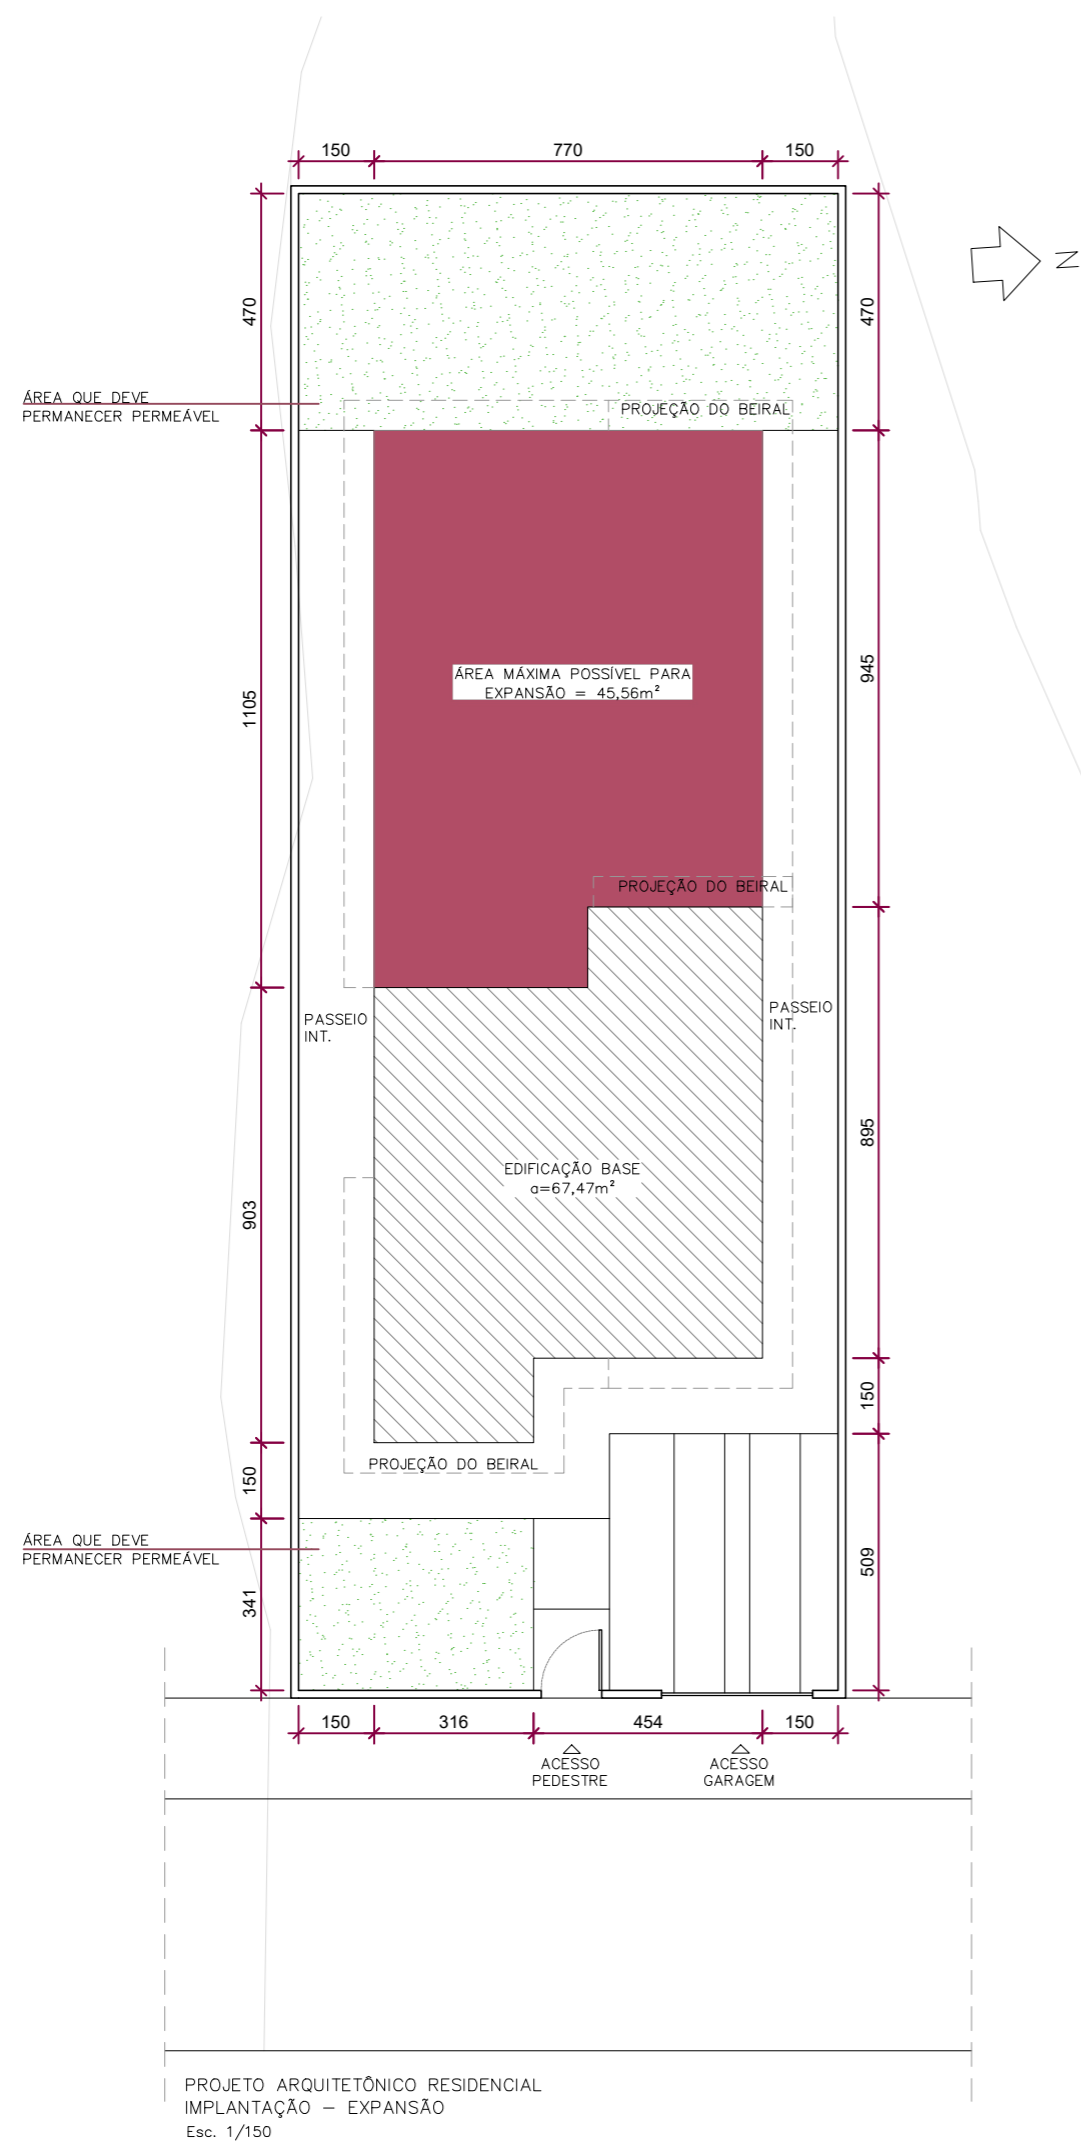 150
770
150
N
470
470
ÁREA QUE DEVE
PERMANECER PERMEÁVEL
PROJEÇÃO DO BEIRAL
1105
945
ÁREA MÁXIMA POSSÍVEL PARA
EXPANSÃO = 45,56m²
PROJEÇÃO DO BEIRAL
PASSEIO
INT.
PASSEIO
INT.
903
895
EDIFICAÇÃO BASE
a=67,47m²
150
150
PROJEÇÃO DO BEIRAL
ÁREA QUE DEVE
PERMANECER PERMEÁVEL
341
509
150
316
454
150
ACESSO
PEDESTRE
ACESSO
GARAGEM
PROJETO ARQUITETÔNICO RESIDENCIAL
IMPLANTAÇÃO – EXPANSÃO
Esc. 1/150